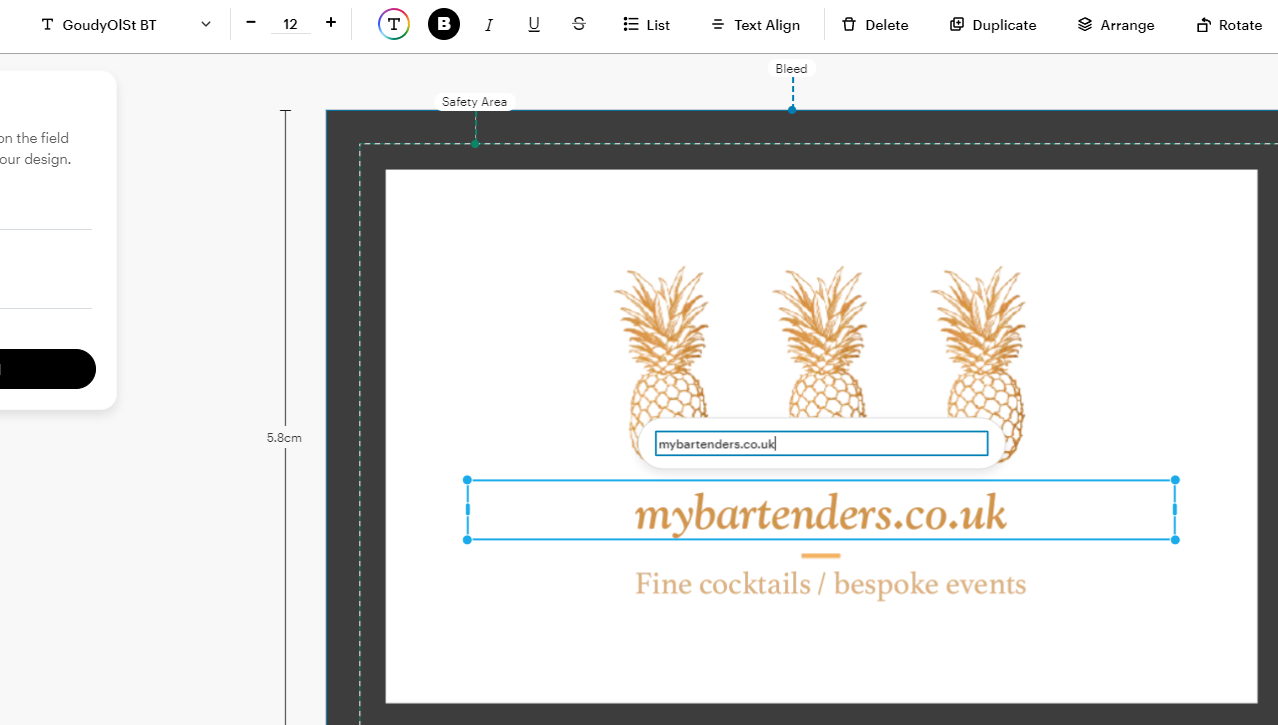 T GoudyOlSt BT
− 12 +
T B I U S
List
Text Align
Delete
Duplicate
Arrange
Rotate
Bleed
Safety Area
on the field
our design.
5.8cm
mybartenders.co.uk
mybartenders.co.uk
Fine cocktails / bespoke events